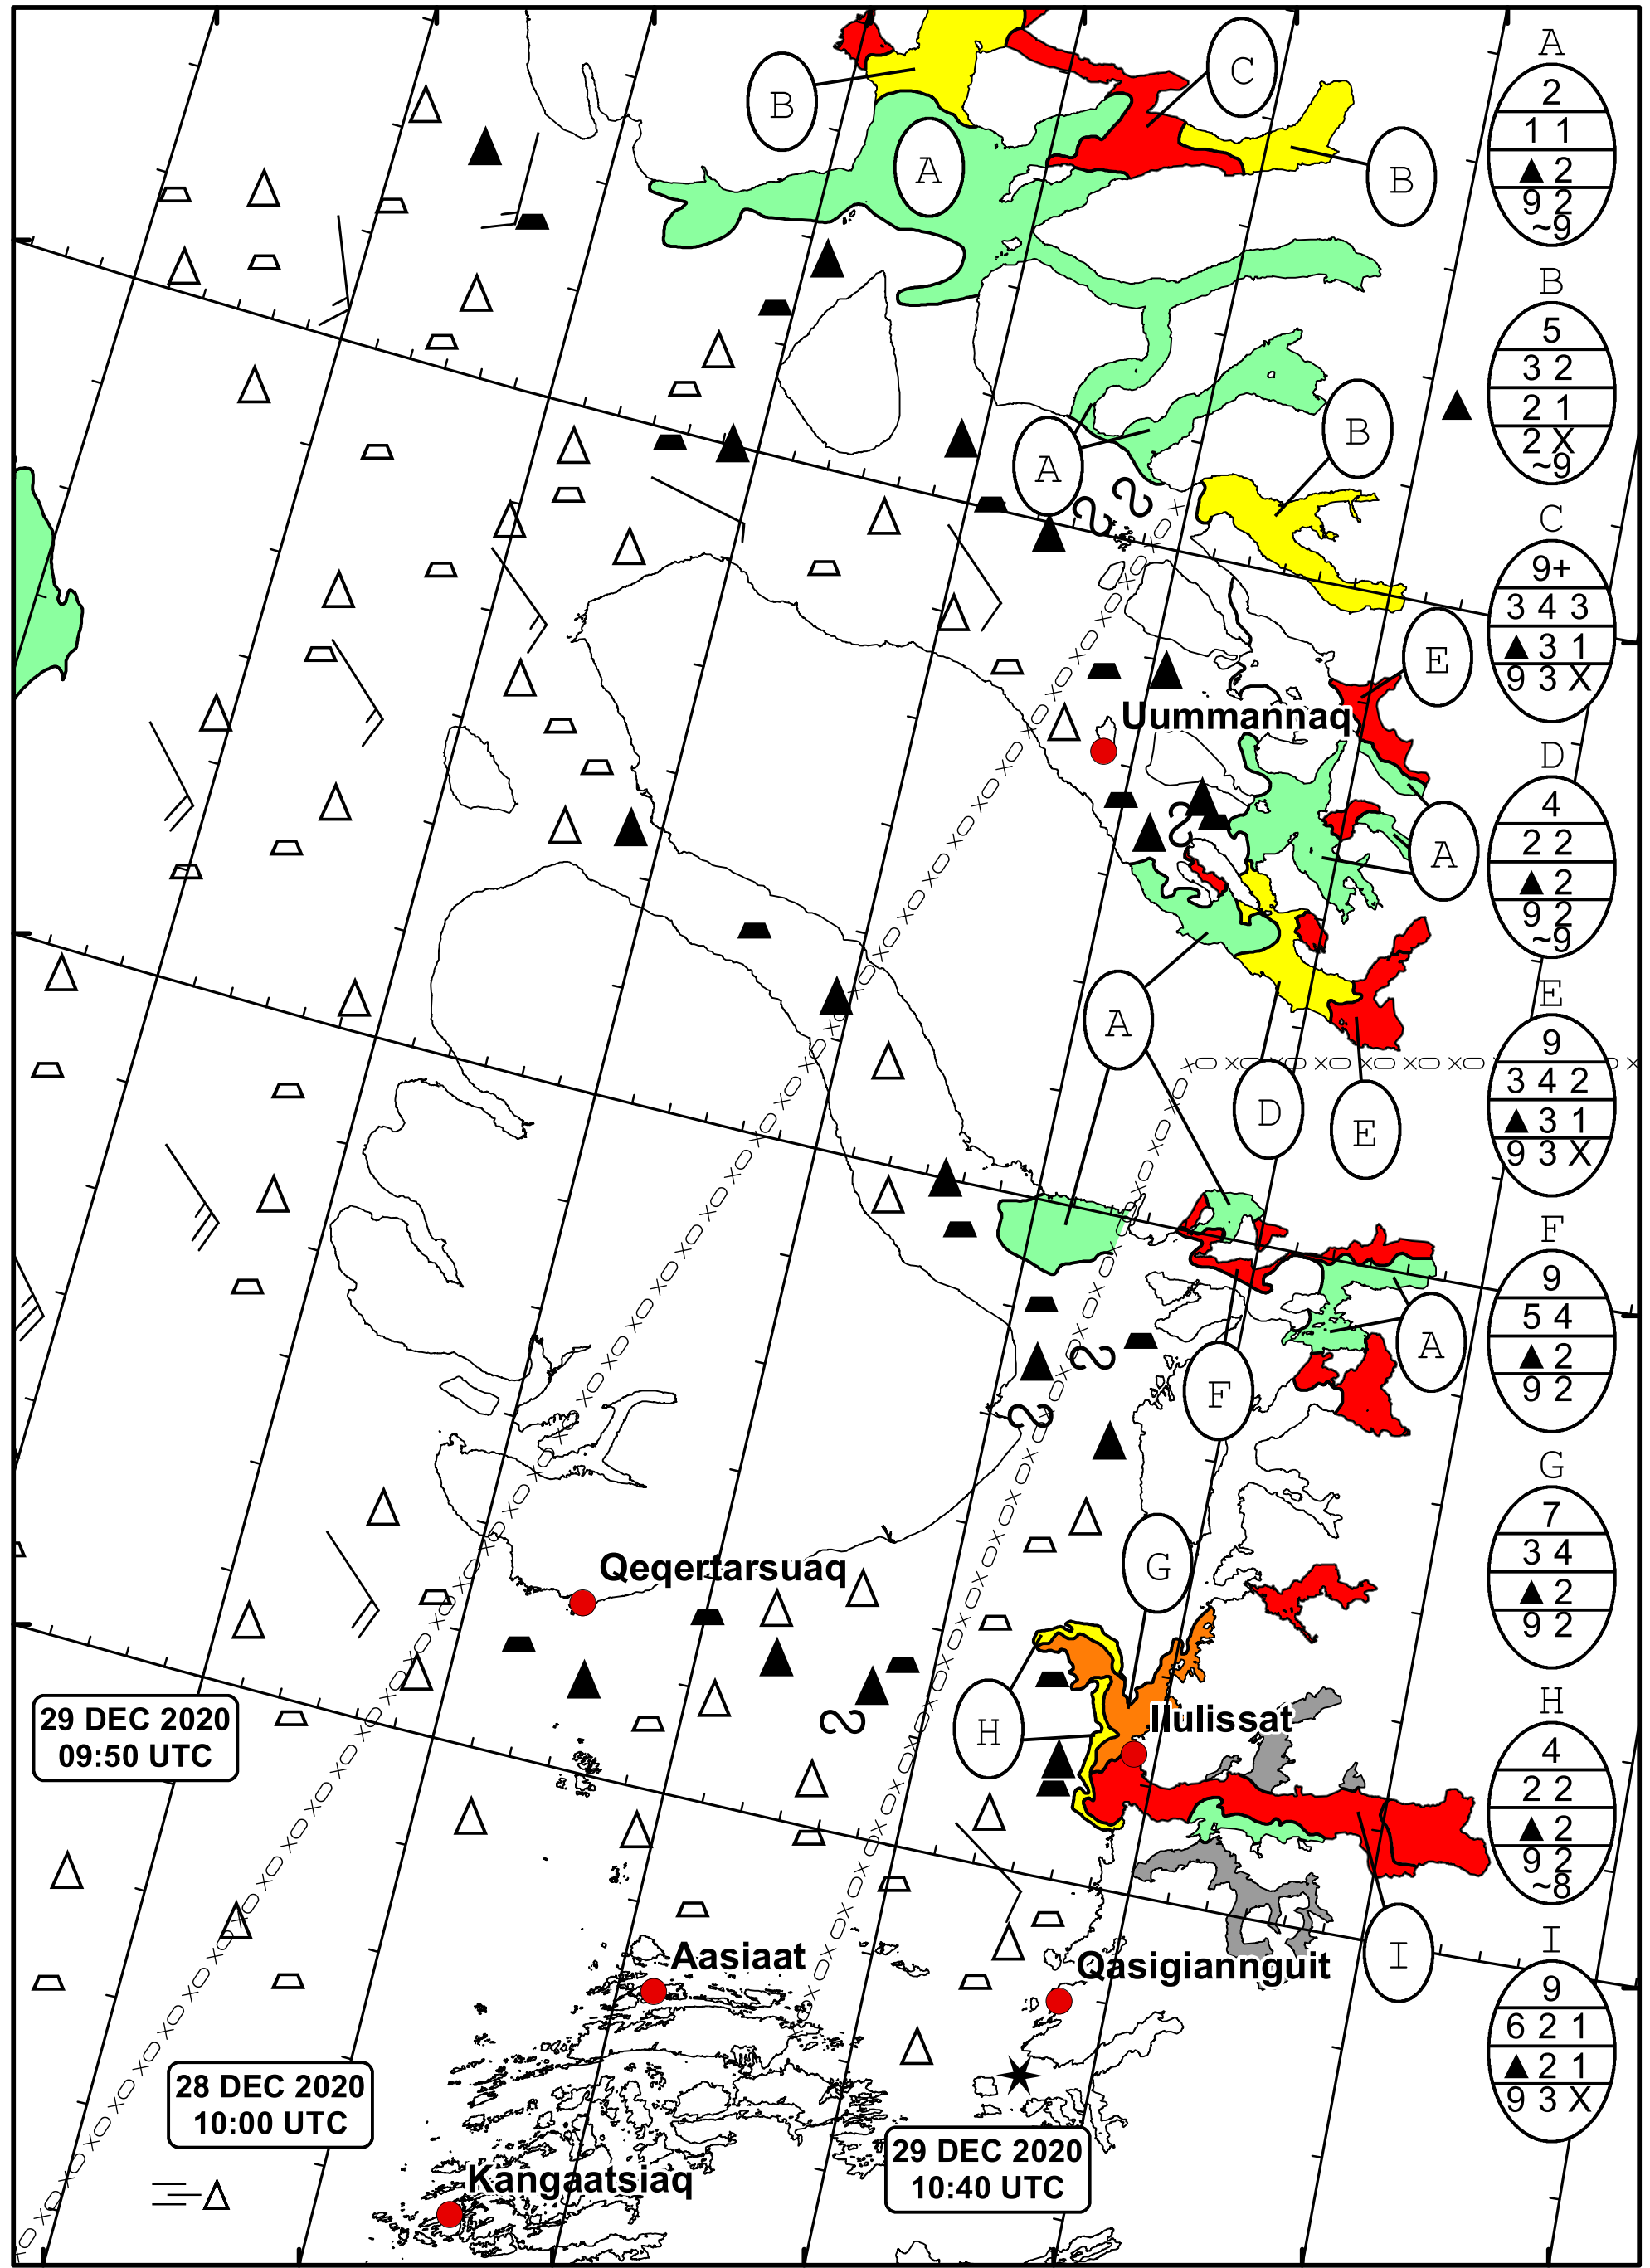 A
2
1 1
▲ 2
9 2
~9
B
5
3 2
2 1
2 X
~9
C
9+
3 4 3
▲ 3 1
9 3 X
D
4
2 2
▲ 2
9 2
~9
E
9
3 4 2
▲ 3 1
9 3 X
F
9
5 4
▲ 2
9 2
G
7
3 4
▲ 2
9 2
H
4
2 2
▲ 2
9 2
~8
I
9
6 2 1
▲ 2 1
9 3 X
C
B
A
B
B
A
E
Uummannaq
A
A
D
E
A
F
G
Qeqertarsuaq
H
Ilulissat
29 DEC 2020
09:50 UTC
I
Aasiaat
Qasigiannguit
28 DEC 2020
10:00 UTC
29 DEC 2020
10:40 UTC
Kangaatsiaq